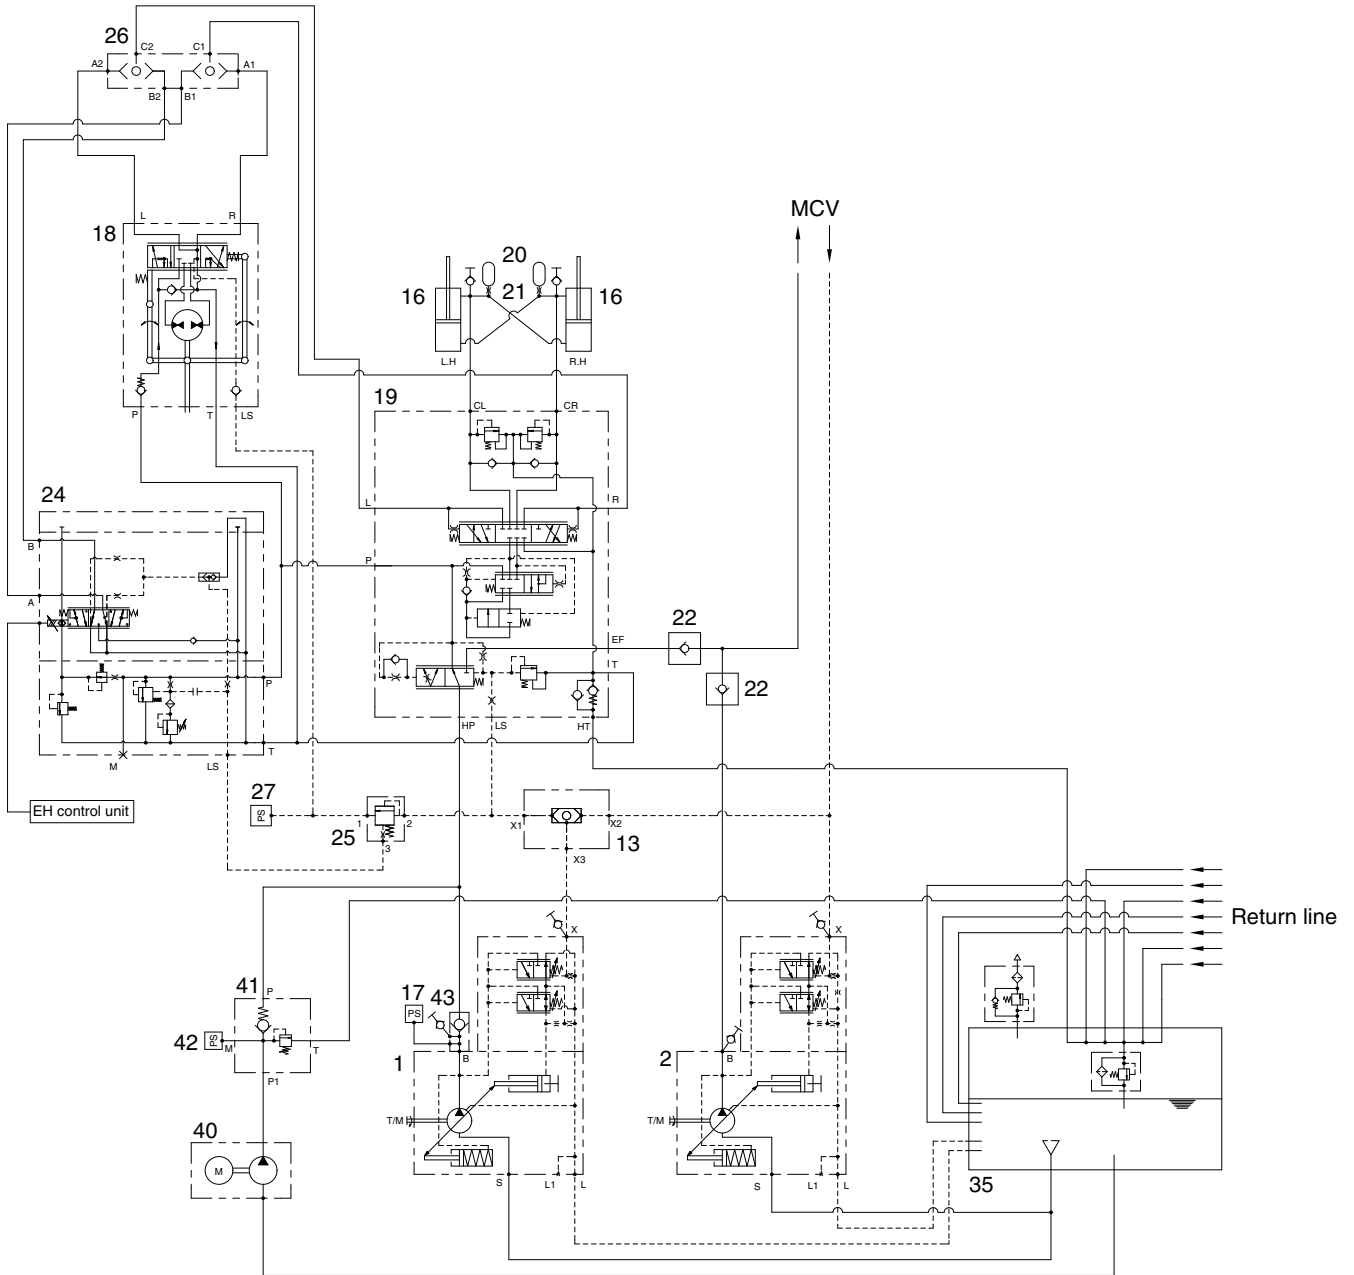 26
C2
C1
A2
A1
B2
B1
L
R
18
MCV
20
16
21
16
L.H
R.H
P
T
LS
19
CL
CR
24
L
R
B
P
A
22
EF
T
22
P
HP
LS
HT
T
M
LS
27
EH control unit
PS
1
2
25
3
X1
X2
13
X3
Return line
X
X
41
P
17
43
PS
42
PS
M
T
1
B
2
B
P1
T/M
T/M
40
M
S
L1
L
S
L1
L
35